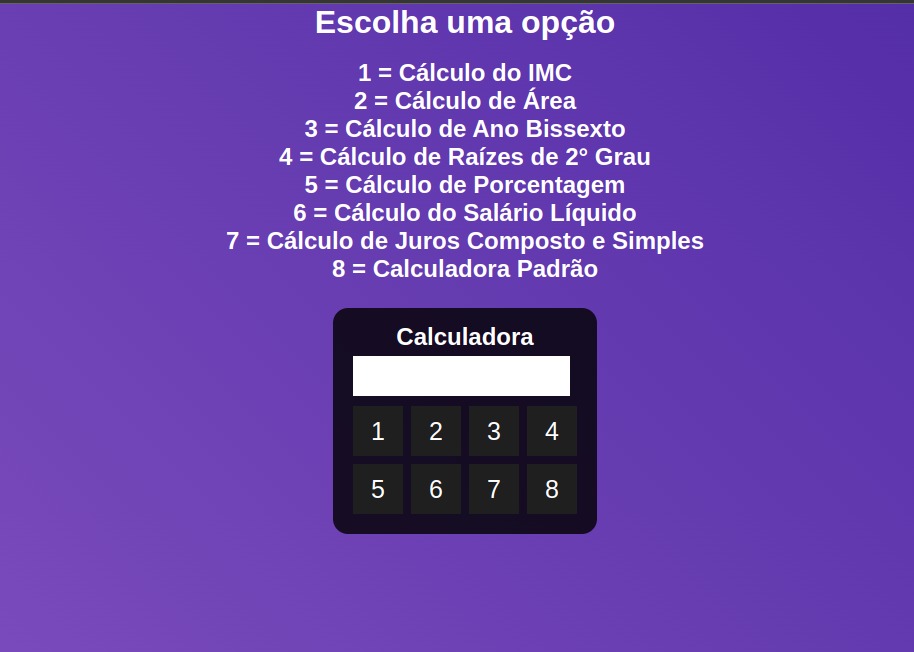 Escolha uma opção
1 = Cálculo do IMC
2 = Cálculo de Área
3 = Cálculo de Ano Bissexto
4 = Cálculo de Raízes de 2° Grau
5 = Cálculo de Porcentagem
6 = Cálculo do Salário Líquido
7 = Cálculo de Juros Composto e Simples
8 = Calculadora Padrão
Calculadora
1 2 3 4
5 6 7 8